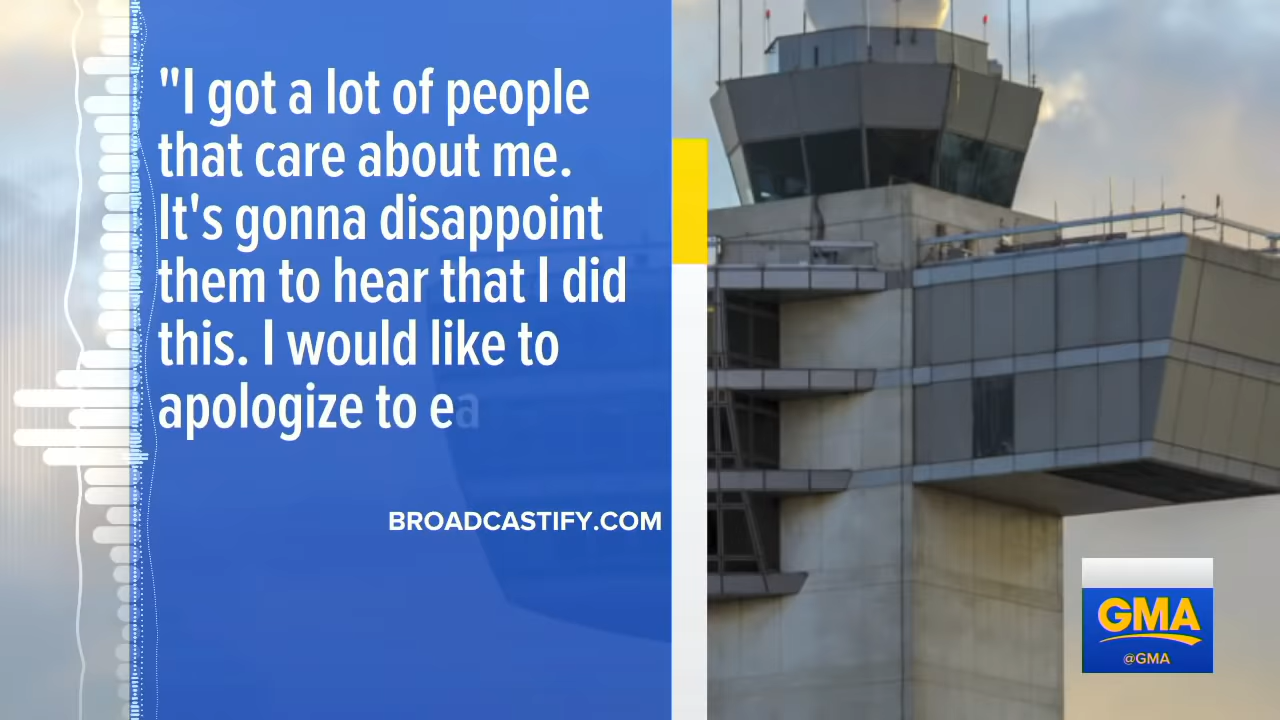 "I got a lot of people
that care about me.
It's gonna disappoint
them to hear that I did
this. I would like to
apologize to ea
BROADCASTIFY.COM
GMA
@GMA